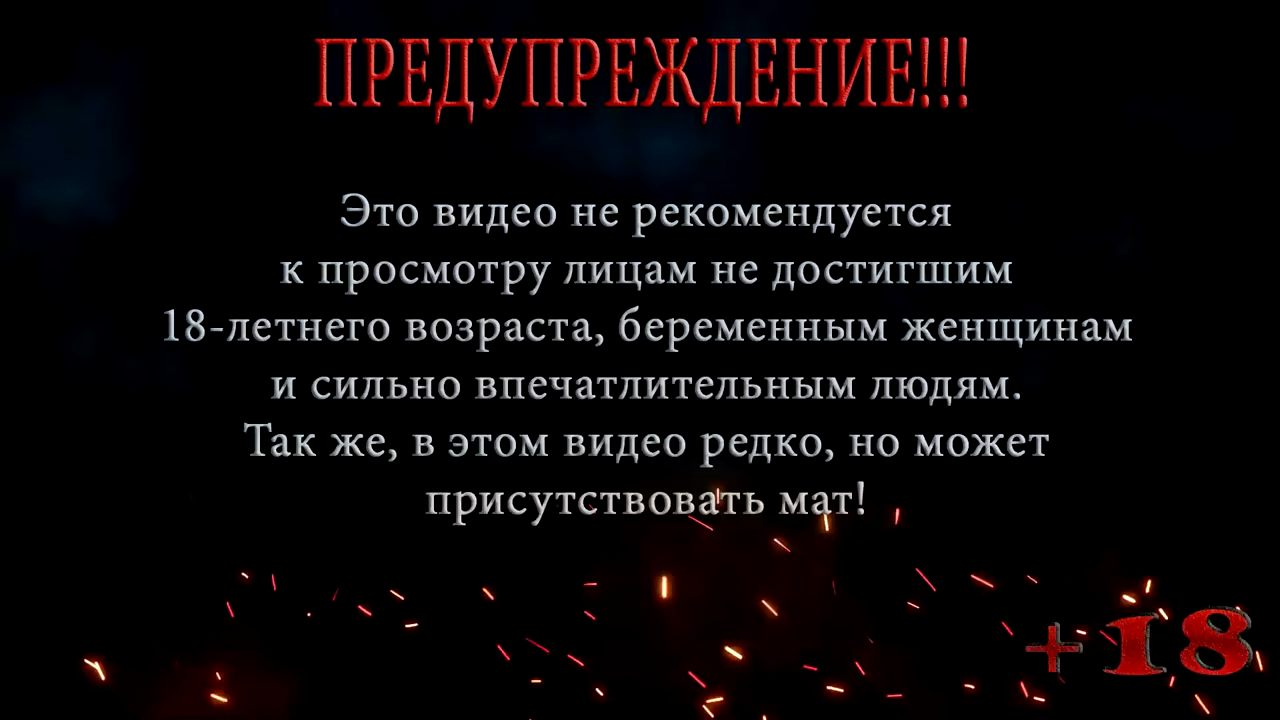 ПРЕДУПРЕЖДЕНИЕ!!!
Это видео не рекомендуется
к просмотру лицам не достигшим
18-летнего возраста, беременным женщинам
и сильно впечатлительным людям.
Так же, в этом видео редко, но может
присутствовать мат!
+18